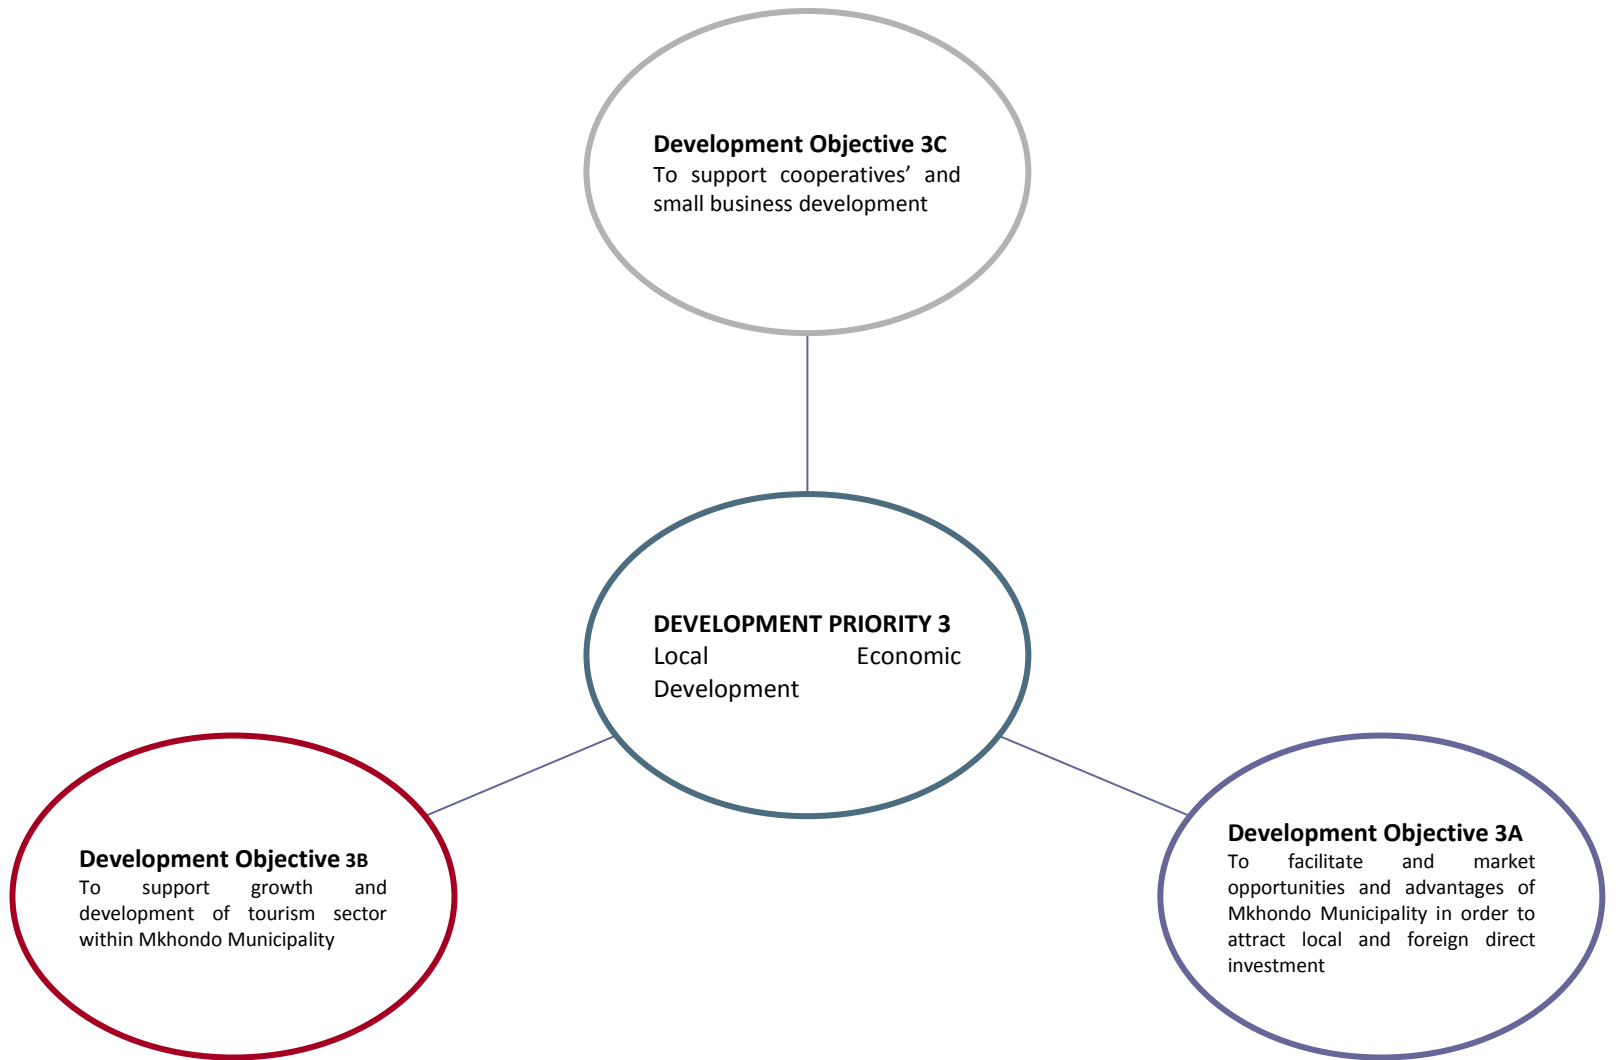 Development Objective 3C
To support cooperatives’ and
small business development
DEVELOPMENT PRIORITY 3
Local Economic
Development
Development Objective 3B
To support growth and
development of tourism sector
within Mkhondo Municipality
Development Objective 3A
To facilitate and market
opportunities and advantages of
Mkhondo Municipality in order to
attract local and foreign direct
investment